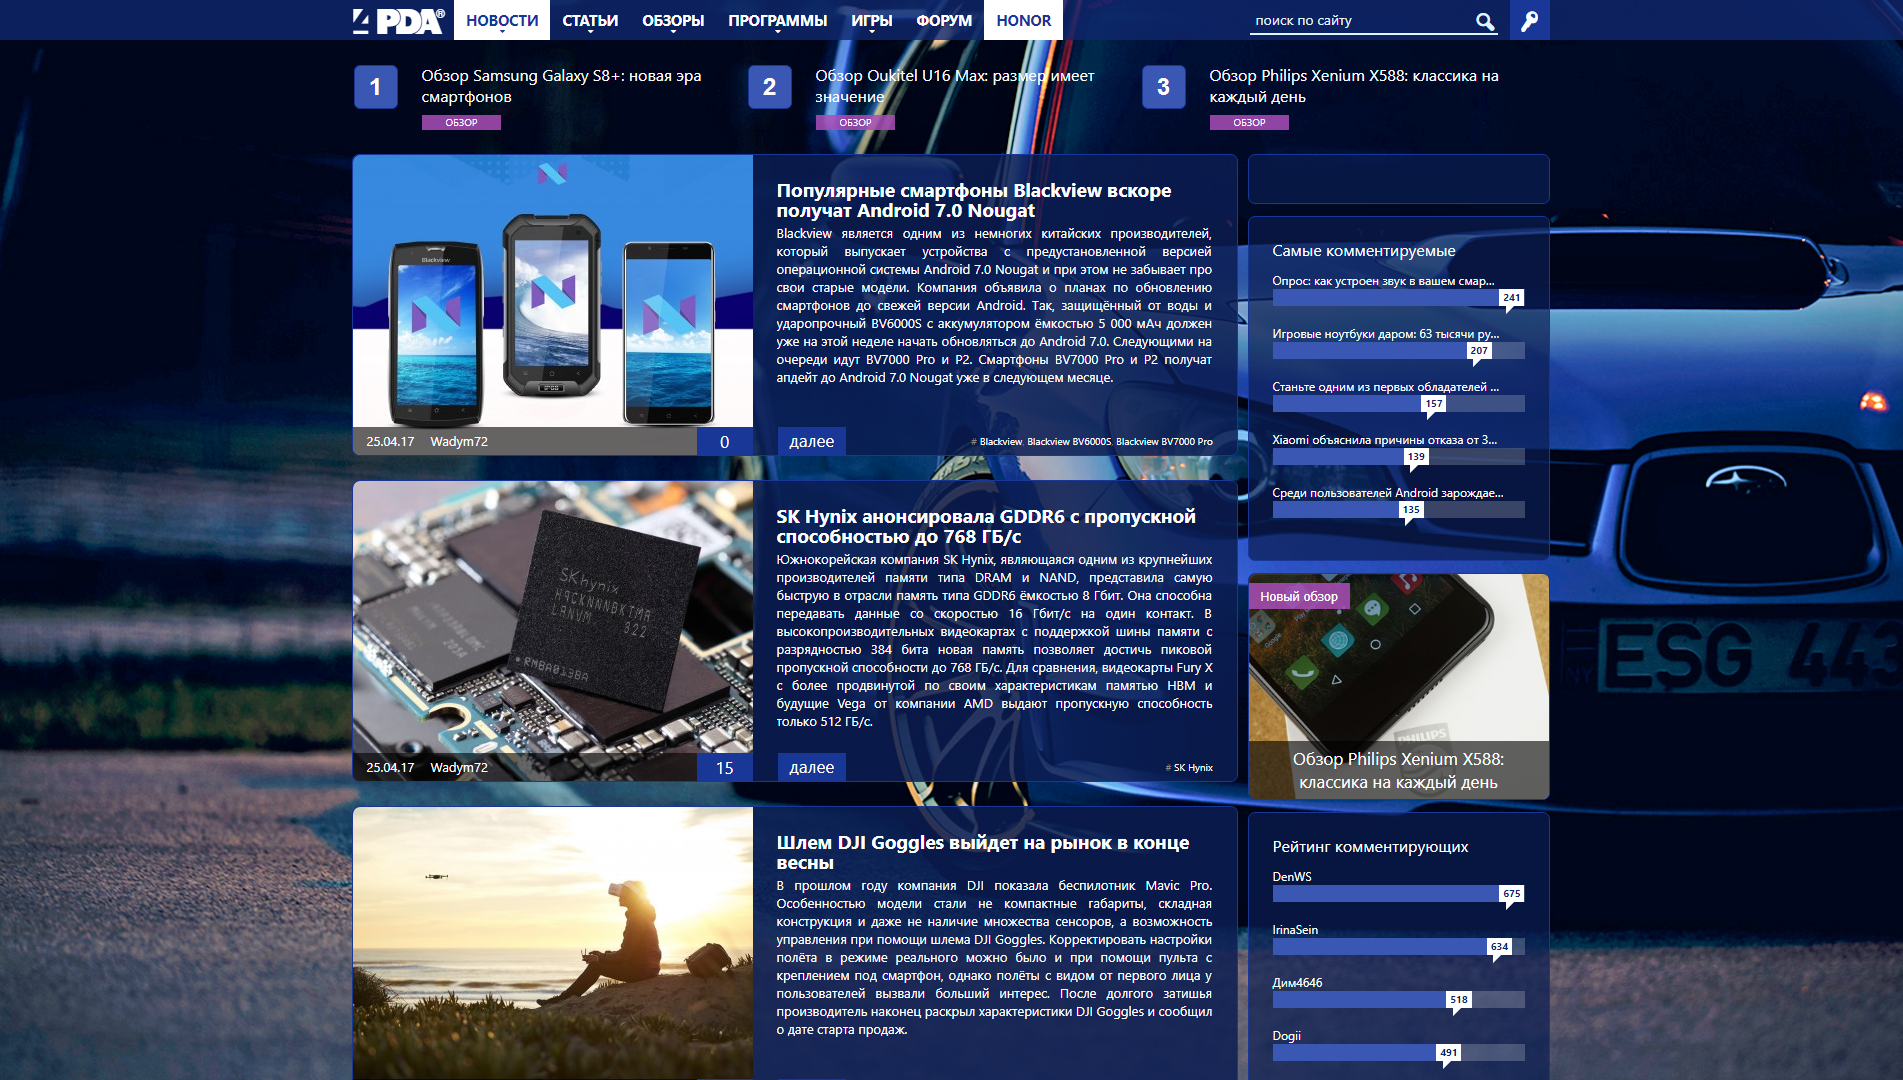 4PDA®
НОВОСТИ
СТАТЬИ
ОБЗОРЫ
ПРОГРАММЫ
ИГРЫ
ФОРУМ
HONOR
поиск по сайту
1
Обзор Samsung Galaxy S8+: новая эра
смартфонов
ОБЗОР
2
Обзор Oukitel U16 Max: размер имеет
значение
ОБЗОР
3
Обзор Philips Xenium X588: классика на
каждый день
ОБЗОР
Blackview
25.04.17 Wadym72
0
Популярные смартфоны Blackview вскоре
получат Android 7.0 Nougat
Blackview является одним из немногих китайских производителей,
который выпускает устройства с предустановленной версией
операционной системы Android 7.0 Nougat и при этом не забывает про
свои старые модели. Компания объявила о планах по обновлению
смартфонов до свежей версии Android. Так, защищённый от воды и
ударопрочный BV6000S с аккумулятором ёмкостью 5 000 мАч должен
уже на этой неделе начать обновляться до Android 7.0. Следующими на
очереди идут BV7000 Pro и P2. Смартфоны BV7000 Pro и P2 получат
апдейт до Android 7.0 Nougat уже в следующем месяце.
далее
# Blackview, Blackview BV6000S, Blackview BV7000 Pro
SKhynix
H9CKNNNBKTMR
LRNUM 322
RMBA013BA
25.04.17 Wadym72
15
SK Hynix анонсировала GDDR6 с пропускной
способностью до 768 ГБ/с
Южнокорейская компания SK Hynix, являющаяся одним из крупнейших
производителей памяти типа DRAM и NAND, представила самую
быструю в отрасли память типа GDDR6 ёмкостью 8 Гбит. Она способна
передавать данные со скоростью 16 Гбит/с на один контакт. В
высокопроизводительных видеокартах с поддержкой шины памяти с
разрядностью 384 бита новая память позволяет достичь пиковой
пропускной способности до 768 ГБ/с. Для сравнения, видеокарты Fury X
с более продвинутой по своим характеристикам памятью HBM и
будущие Vega от компании AMD выдают пропускную способность
только 512 ГБ/с.
далее
# SK Hynix
Шлем DJI Goggles выйдет на рынок в конце
весны
В прошлом году компания DJI показала беспилотник Mavic Pro.
Особенностью модели стали не компактные габариты, складная
конструкция и даже не наличие множества сенсоров, а возможность
управления при помощи шлема DJI Goggles. Корректировать настройки
полёта в режиме реального можно было и при помощи пульта с
креплением под смартфон, однако полёты с видом от первого лица у
пользователей вызвали больший интерес. После долгого затишья
производитель наконец раскрыл характеристики DJI Goggles и сообщил
о дате старта продаж.
Самые комментируемые
Опрос: как устроен звук в вашем смар...
241
Игровые ноутбуки даром: 63 тысячи ру...
207
Станьте одним из первых обладателей ...
157
Xiaomi объяснила причины отказа от 3...
139
Среди пользователей Android зарождае...
135
Новый обзор
Google
PHILIPS
Обзор Philips Xenium X588:
классика на каждый день
Рейтинг комментирующих
DenWS
675
IrinaSein
634
Дим4646
518
Dogii
491
NY
ESG 443